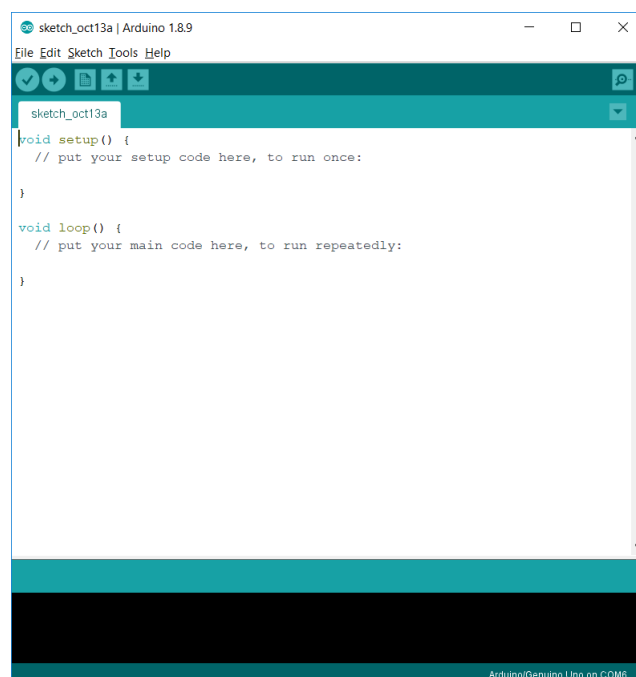 sketch_oct13a | Arduino 1.8.9
File Edit Sketch Tools Help
sketch_oct13a
void setup() {
  // put your setup code here, to run once:
}
void loop() {
  // put your main code here, to run repeatedly:
}
Arduino/Genuino Uno on COM6